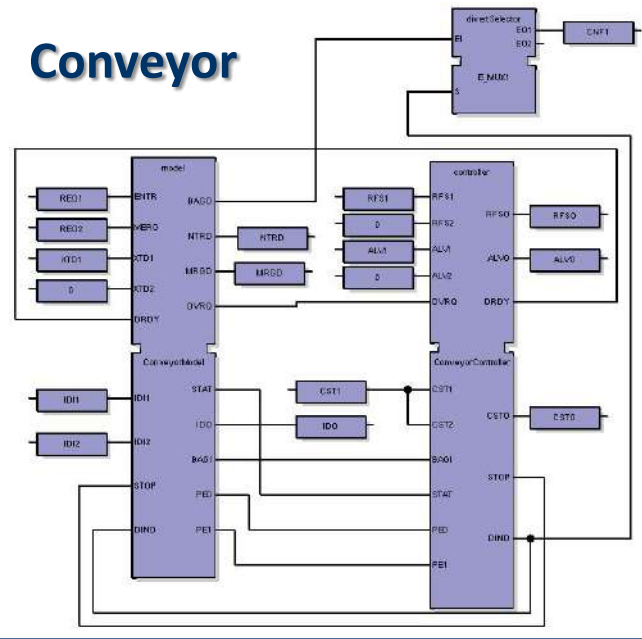 Conveyor
divertSelector
EI
EO1
EO2
CNF1
E_MUX1
S
model
REQ1
ENTR
BAGO
REQ2
MERG
NTRD
NTRD
XTD1
XTD1
MRGD
MRGD
0
XTD2
DVRQ
DRDY
ConveyorModel
IDI1
IDI1
STAT
IDI2
IDI2
IDO
IDO
BAGI
STOP
PE0
DIND
PE1
controller
RFS1
RFS1
0
RFS2
RFSO
RFSO
ALV1
ALV1
ALVO
ALVO
0
ALV2
DVRQ
DRDY
ConveyorController
CST1
CST1
CST2
CSTO
CSTO
BAGI
STOP
STAT
PE0
DIND
PE1